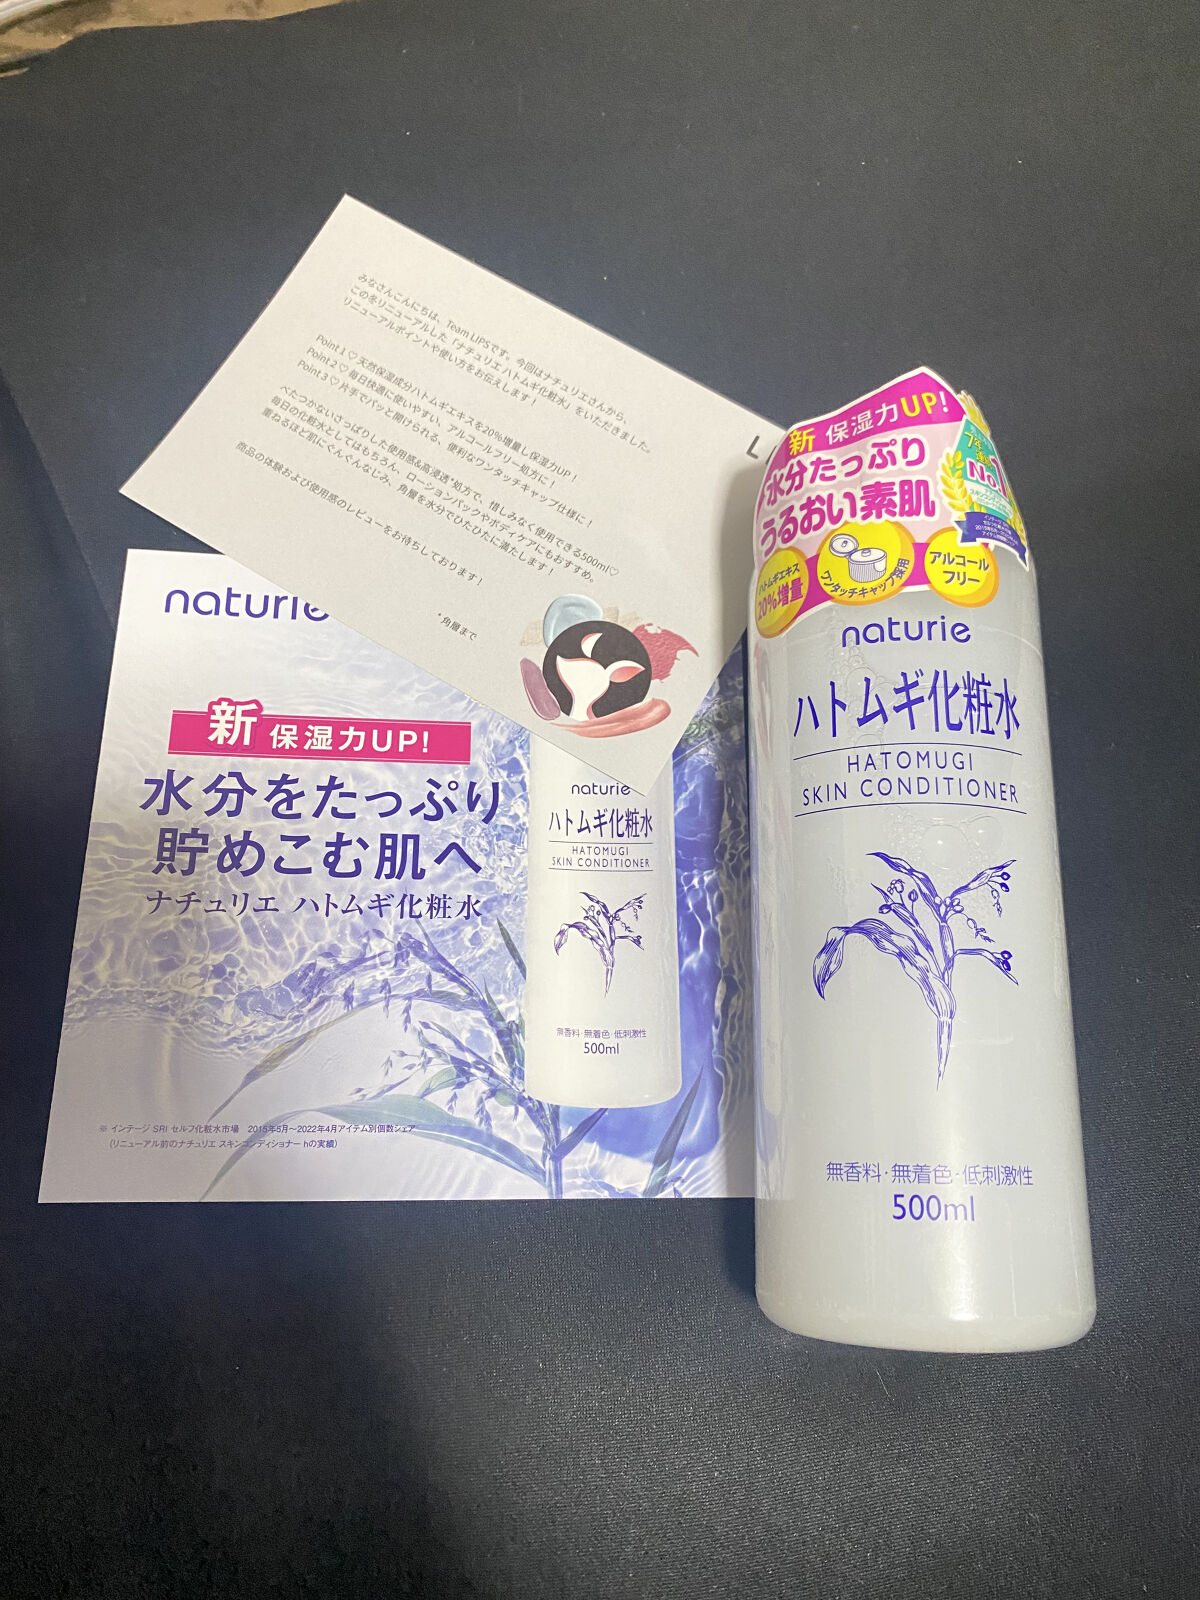 みなさんこんにちは、Team LIPSです。今回はナチュリエさんから、
この冬リニューアルした「ナチュリエ ハトムギ化粧水」をいただきました。
リニューアルポイントや使い方をお伝えします！
Point 1 ♡ 天然保湿成分ハトムギエキスを20%増量し保湿力UP！
Point 2 ♡ 毎日快適に使いやすい、アルコールフリー処方に！
Point 3 ♡ 片手でパッと開けられる、便利なワンタッチキャップ仕様に！
べたつかないさっぱりした使用感&高浸透*処方で、惜しみなく使用できる500ml♡
毎日の化粧水としてはもちろん、ローションパックやボディケアにもおすすめ。
重ねるほど肌にぐんぐんなじみ、角層を水分でひたひたに満たします！
商品の体験および使用感のレビューをお待ちしております！
*角層まで
L
naturie
新 保湿力UP!
水分をたっぷり
貯めこむ肌へ
ナチュリエ ハトムギ化粧水
※ インテージ SRI セルフ化粧水市場 2015年5月〜2022年4月アイテム別個数シェア
(リニューアル前のナチュリエ スキンコンディショナー hの実績)
naturie
ハトムギ化粧水
HATOMUGI
SKIN CONDITIONER
無香料・無着色・低刺激性
500ml
新 保湿力UP!
水分たっぷり
うるおい素肌
No.1
ハトムギエキス
20%増量
ワンタッチキャップ採用
アルコール
フリー
naturie
ハトムギ化粧水
HATOMUGI
SKIN CONDITIONER
無香料・無着色・低刺激性
500ml